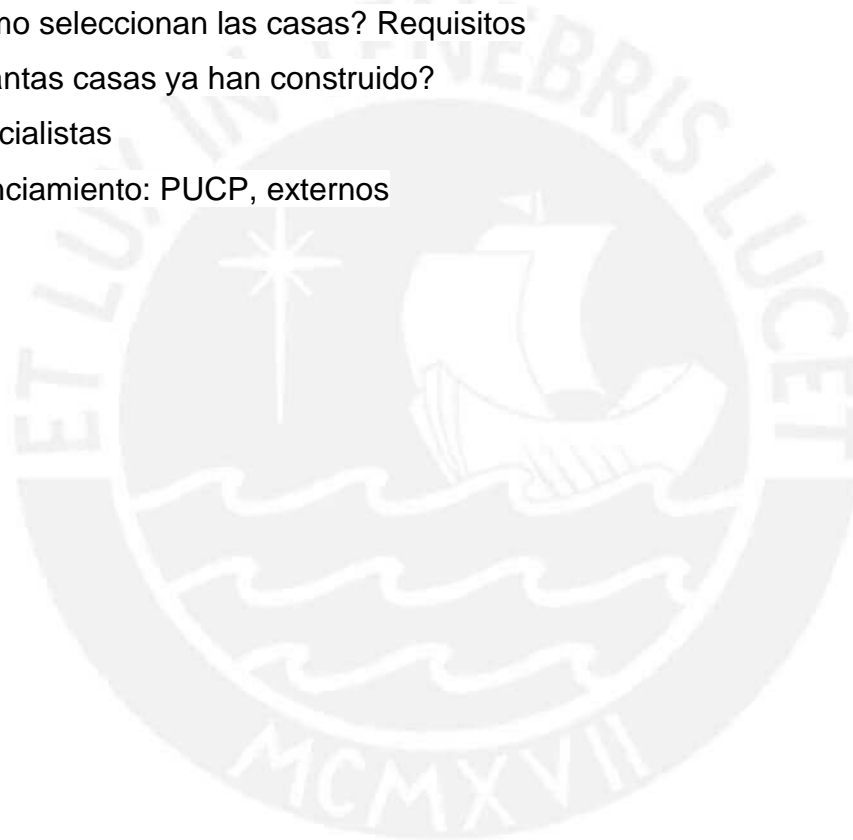 mo seleccionan las casas? Requisitos
antas casas ya han construido?
cialistas
nciamiento: PUCP, externos
ET LUX IN TENEBRIS LUCET
MCMXVII